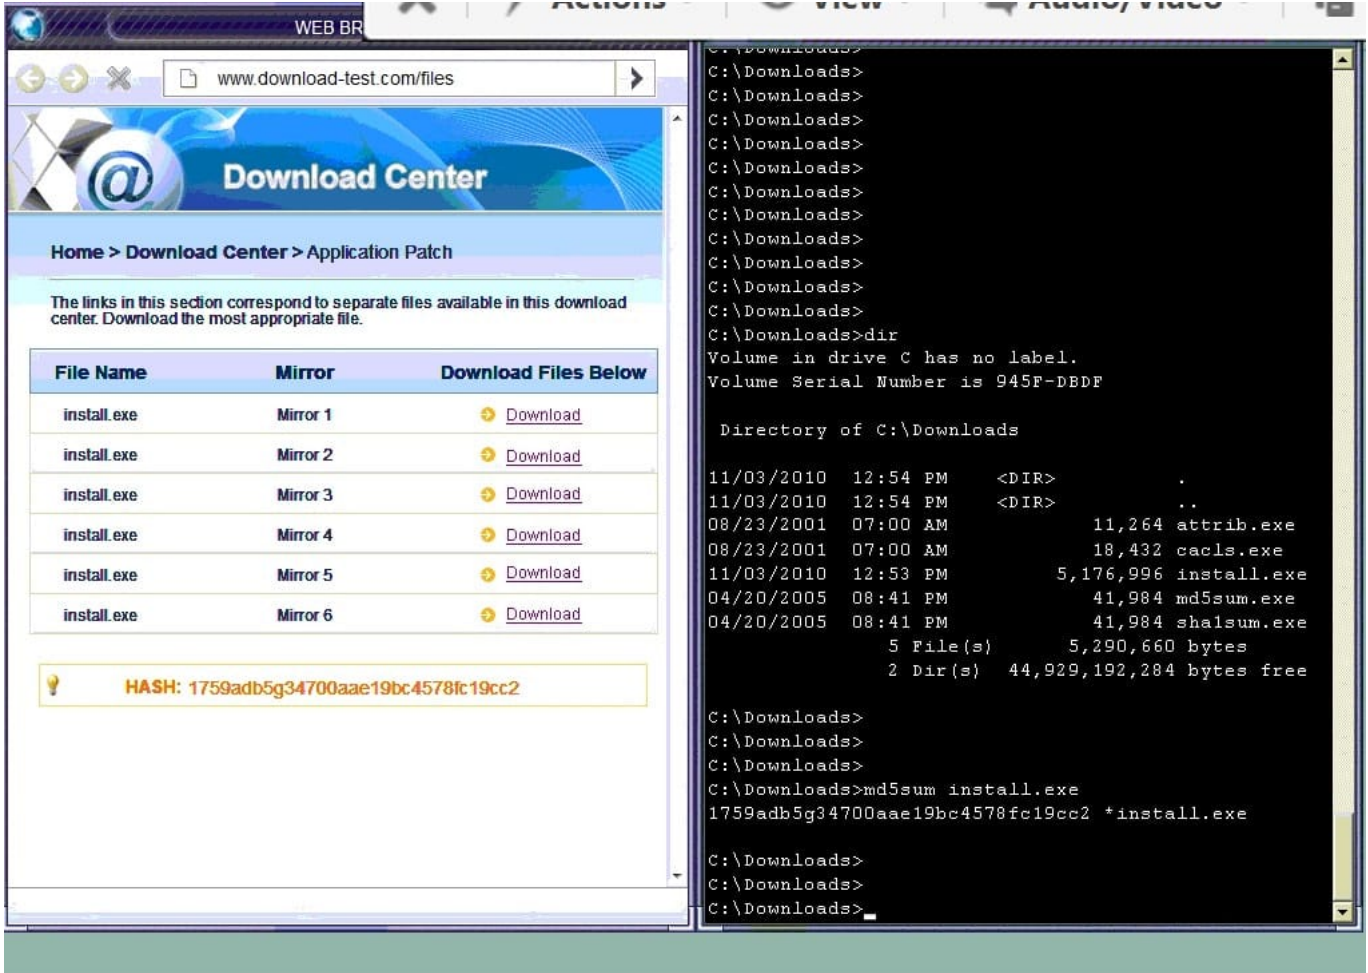 Actions
View
Audio/Video
WEB BR
www.download-test.com/files
@
Download Center
Home > Download Center > Application Patch
The links in this section correspond to separate files available in this download
center. Download the most appropriate file.
File Name Mirror Download Files Below
install.exe Mirror 1 Download
install.exe Mirror 2 Download
install.exe Mirror 3 Download
install.exe Mirror 4 Download
install.exe Mirror 5 Download
install.exe Mirror 6 Download
HASH: 1759adb5g34700aae19bc4578fc19cc2
C:\Downloads>
C:\Downloads>
C:\Downloads>
C:\Downloads>
C:\Downloads>
C:\Downloads>
C:\Downloads>
C:\Downloads>
C:\Downloads>
C:\Downloads>
C:\Downloads>
C:\Downloads>
C:\Downloads>dir
Volume in drive C has no label.
Volume Serial Number is 945F-DBDF
Directory of C:\Downloads
11/03/2010 12:54 PM <DIR> .
11/03/2010 12:54 PM <DIR> ..
08/23/2001 07:00 AM 11,264 attrib.exe
08/23/2001 07:00 AM 18,432 cacls.exe
11/03/2010 12:53 PM 5,176,996 install.exe
04/20/2005 08:41 PM 41,984 md5sum.exe
04/20/2005 08:41 PM 41,984 sha1sum.exe
5 File(s) 5,290,660 bytes
2 Dir(s) 44,929,192,284 bytes free
C:\Downloads>
C:\Downloads>
C:\Downloads>
C:\Downloads>md5sum install.exe
1759adb5g34700aae19bc4578fc19cc2 *install.exe
C:\Downloads>
C:\Downloads>
C:\Downloads>_